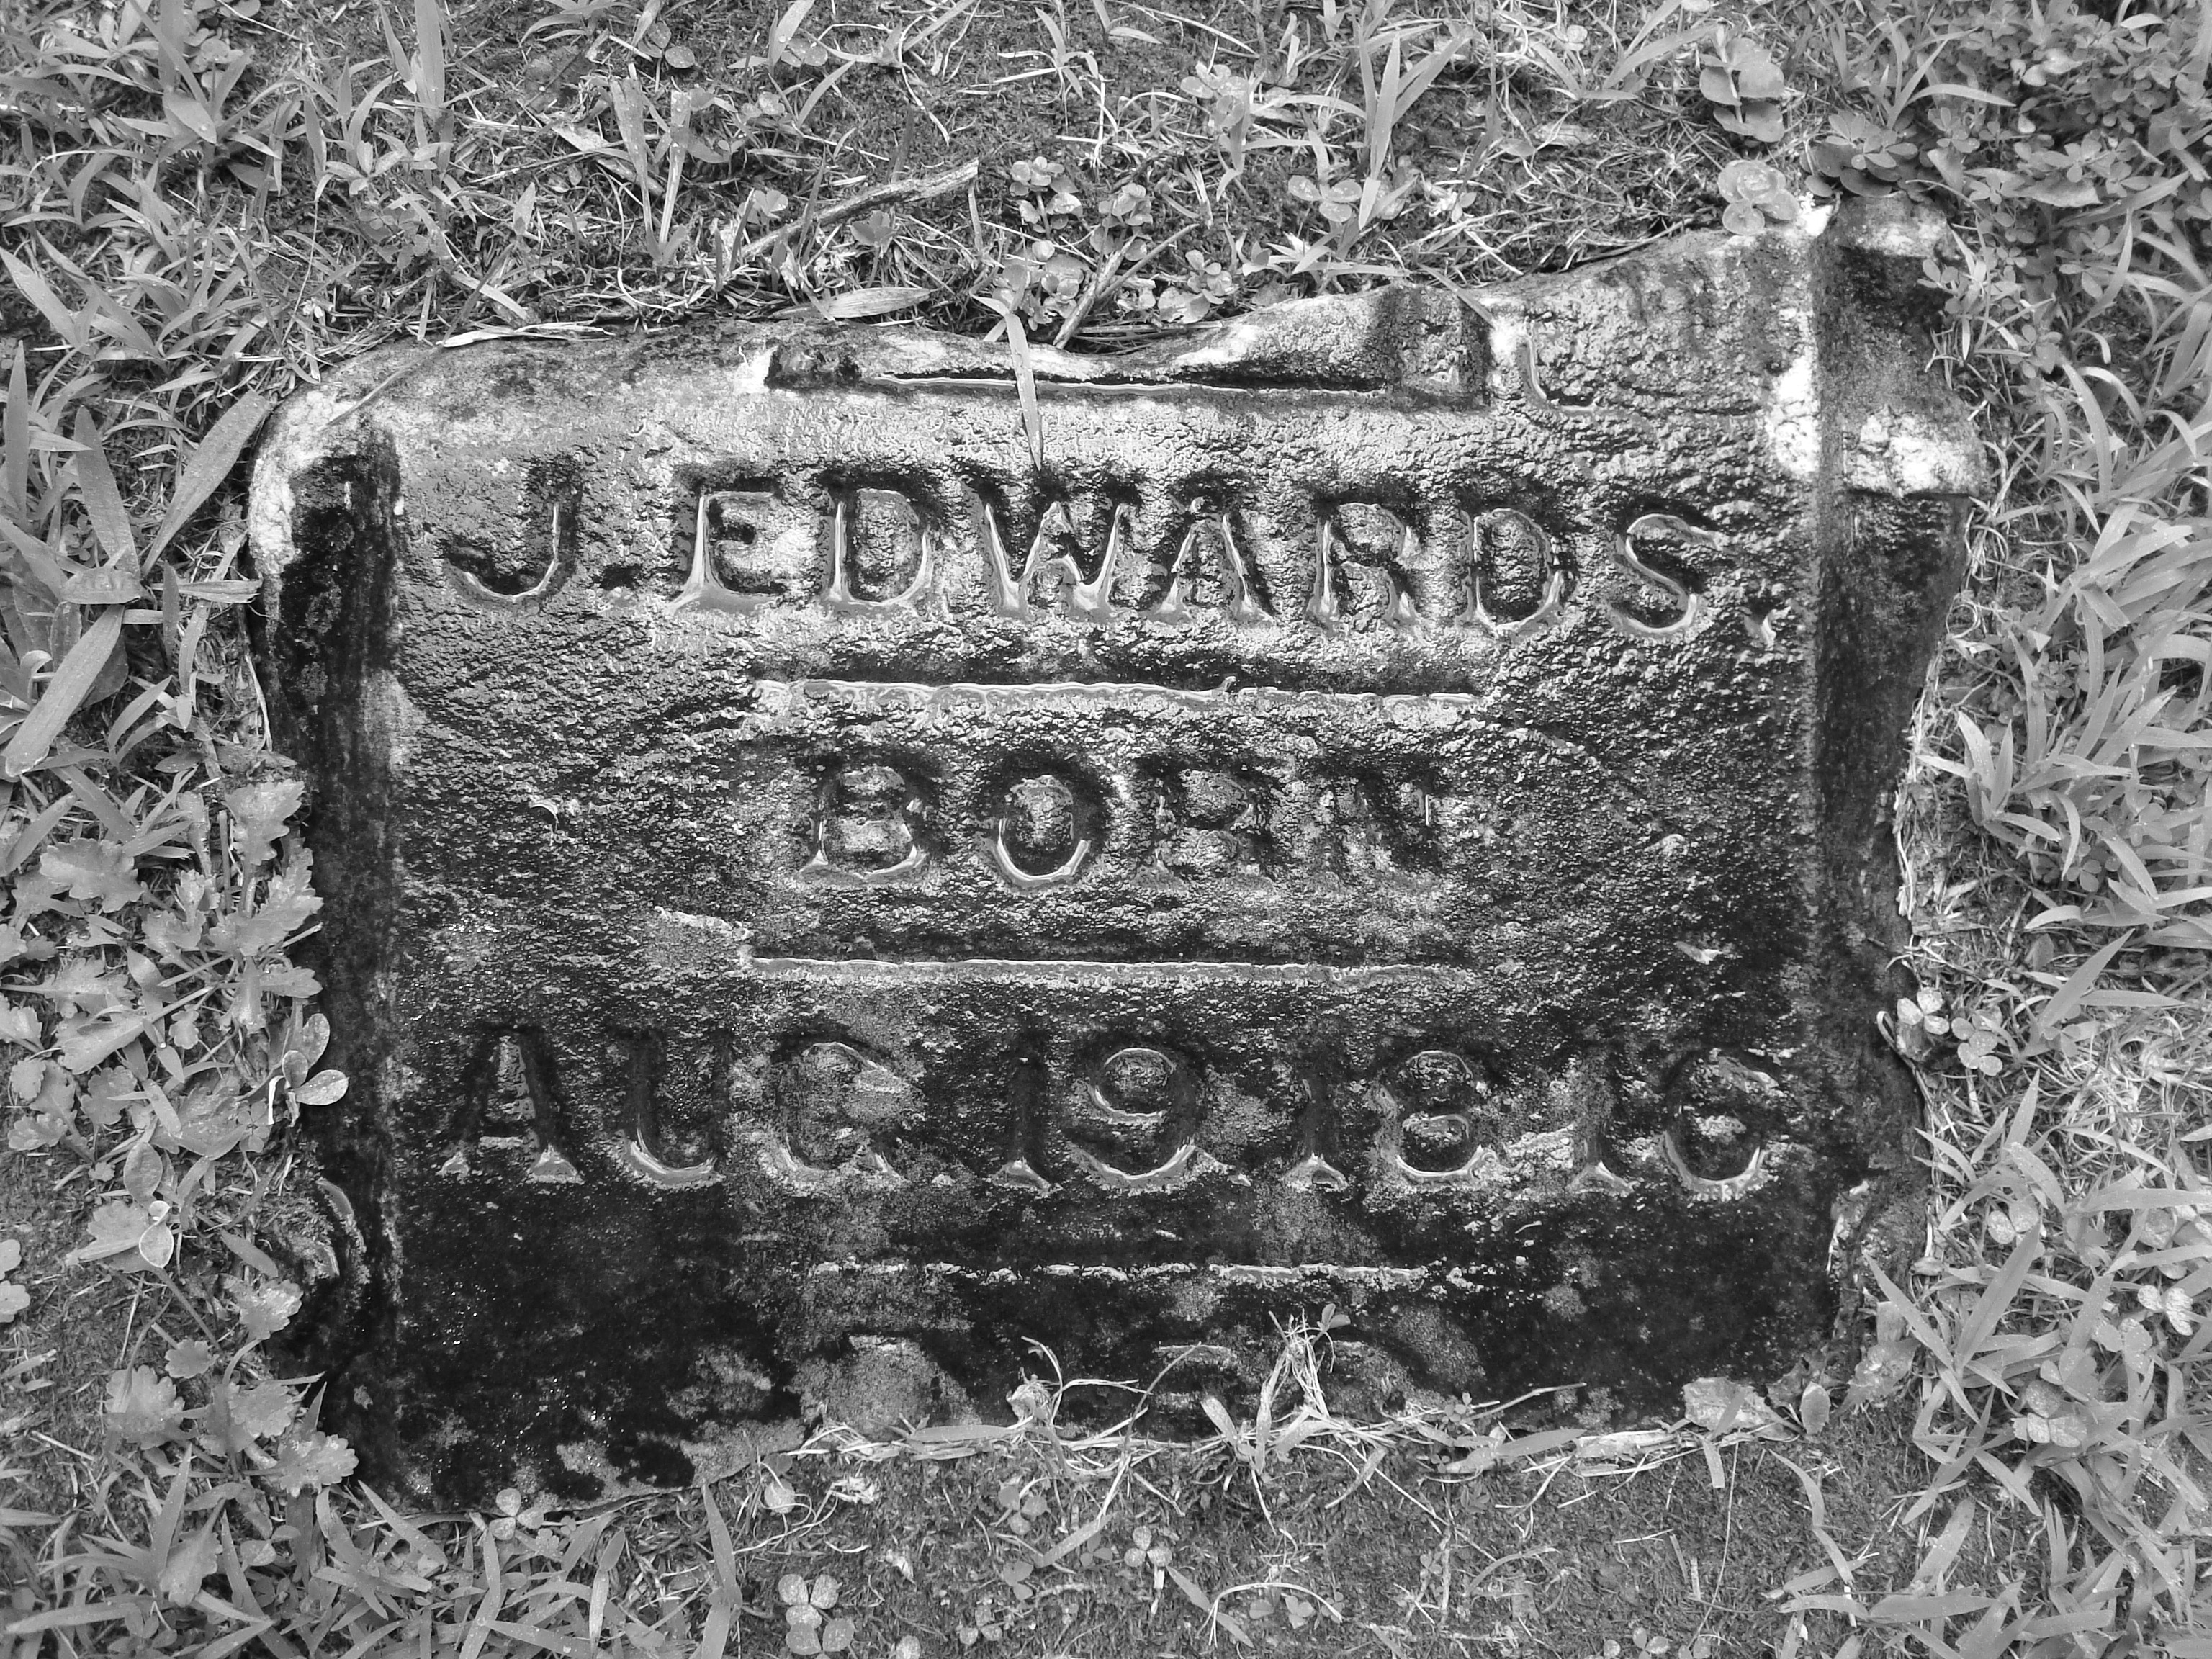 J. EDWARDS.
BORN
AUG. 19. 1816